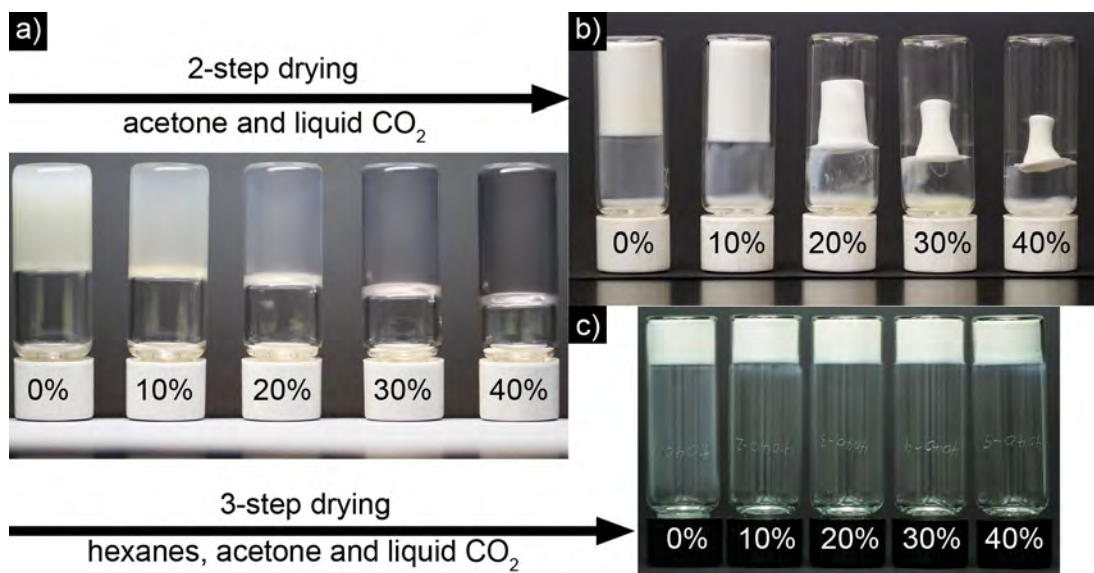 a)
2-step drying
acetone and liquid CO₂
0% 10% 20% 30% 40%
b)
0% 10% 20% 30% 40%
c)
0% 10% 20% 30% 40%
3-step drying
hexanes, acetone and liquid CO₂